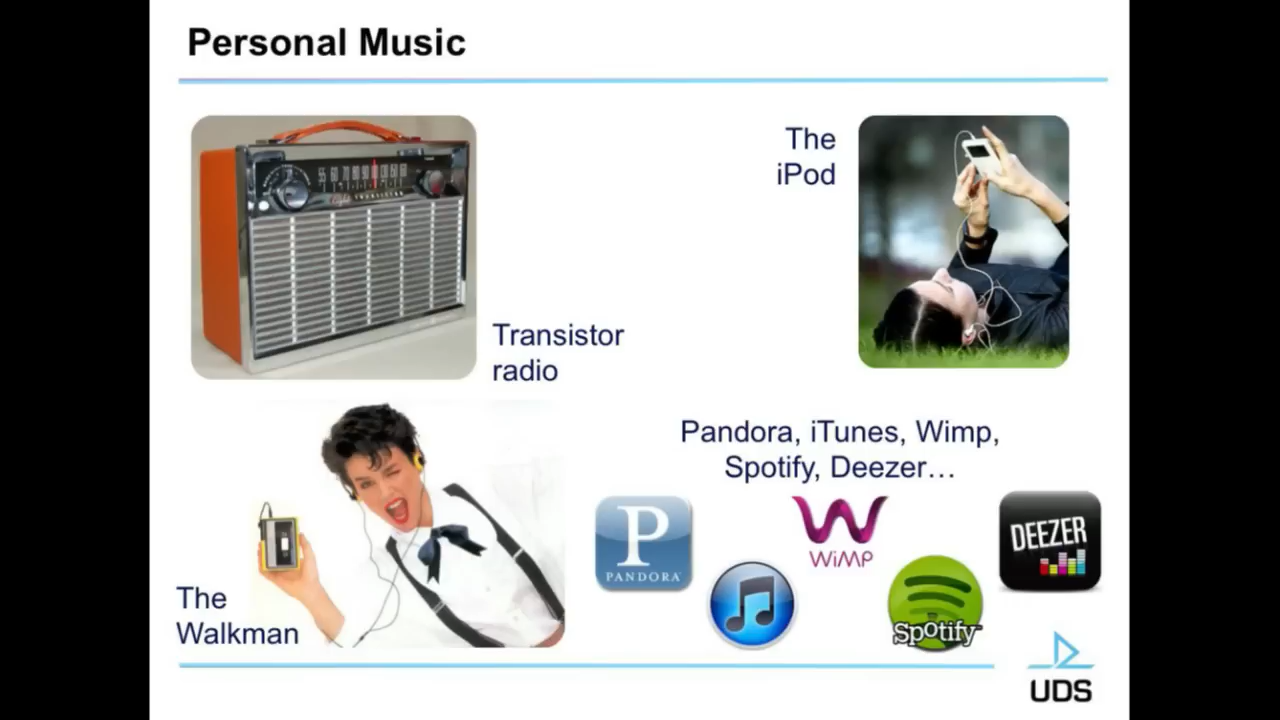 Personal Music
The
iPod
Transistor
radio
Pandora, iTunes, Wimp,
Spotify, Deezer…
PANDORA
WiMP
DEEZER
Spotify
The
Walkman
UDS